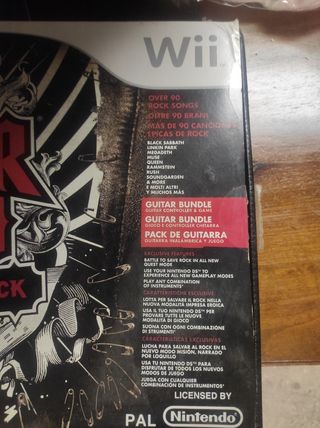 Wii
R
CK
OVER 90
ROCK SONGS
OLTRE 90 BRANI
MÁS DE 90 CANCIONES
ÉPICAS DE ROCK
BLACK SABBATH
LINKIN PARK
MEGADETH
MUSE
QUEEN
RAMMSTEIN
RUSH
SOUNDGARDEN
& MORE
E MOLTI ALTRI
Y MUCHOS MÁS
GUITAR BUNDLE
GUITAR CONTROLLER & GAME
GUITAR BUNDLE
GIOCO E CONTROLLER CHITARRA
PACK DE GUITARRA
GUITARRA INALÁMBRICA Y JUEGO
EXCLUSIVE FEATURES
BATTLE TO SAVE ROCK IN ALL NEW
QUEST MODE
USE YOUR NINTENDO DS™ TO
EXPERIENCE ALL NEW GAMEPLAY MODES
PLAY ANY COMBINATION
OF INSTRUMENTS*
CARATTERISTICHE ESCLUSIVE
LOTTA PER SALVARE IL ROCK NELLA
NUOVA MODALITÀ IMPRESA BEDICA
USA IL TUO NINTENDO DS™ PER
PROVARE TUTTE LE NUOVE
MODALITÀ DI GIOCO
SUONA CON OGNI COMBINAZIONE
DI STRUMENTI*
CARACTERÍSTICAS EXCLUSIVAS
LUCHA PARA SALVAR AL ROCK EN EL
NUEVO MODO MISIÓN, NARRADO
POR LOQUILLO
USA TU NINTENDO DS™ PARA
DISFRUTAR DE TODOS LOS NUEVOS
MODOS DE JUEGO
JUEGA CON CUALQUIER
COMBINACIÓN DE INSTRUMENTOS*
LICENSED BY
PAL
Nintendo